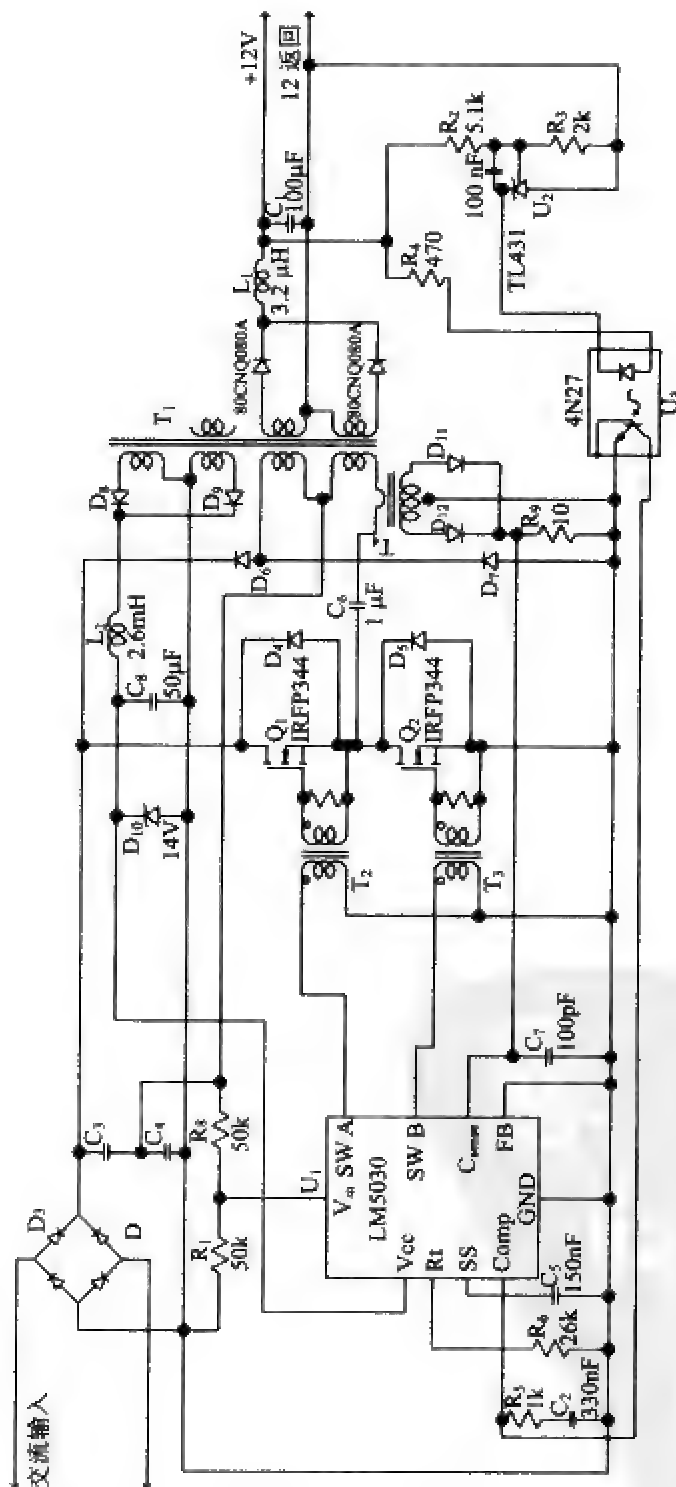 交流输入
D₃
D
C₃
C₄
R₁
50k
R₈
50k
U₁
Vᵢₙ SW A
LM5030
SW B
Vcc
Rt
SS
Comp
FB
GND
R₅
1k
C₂
330nF
R₆
26k
C₅
150nF
C₇
100pF
D₁₀
14V
C₈
50μF
2.6mH
D₈
D₉
T₁
D₆
D₇
D₄
Q₁
IRFP344
D₅
Q₂
IRFP344
T₂
T₃
C₆
1 μF
D₁₁
D₁₂
R₉
10
80CNQ080A
80CNQ080A
L₁
3.2 μH
100μF
+12V
12 返回
R₂
5.1k
R₃
2k
100 nF
U₂
TL431
R₄
470
4N27